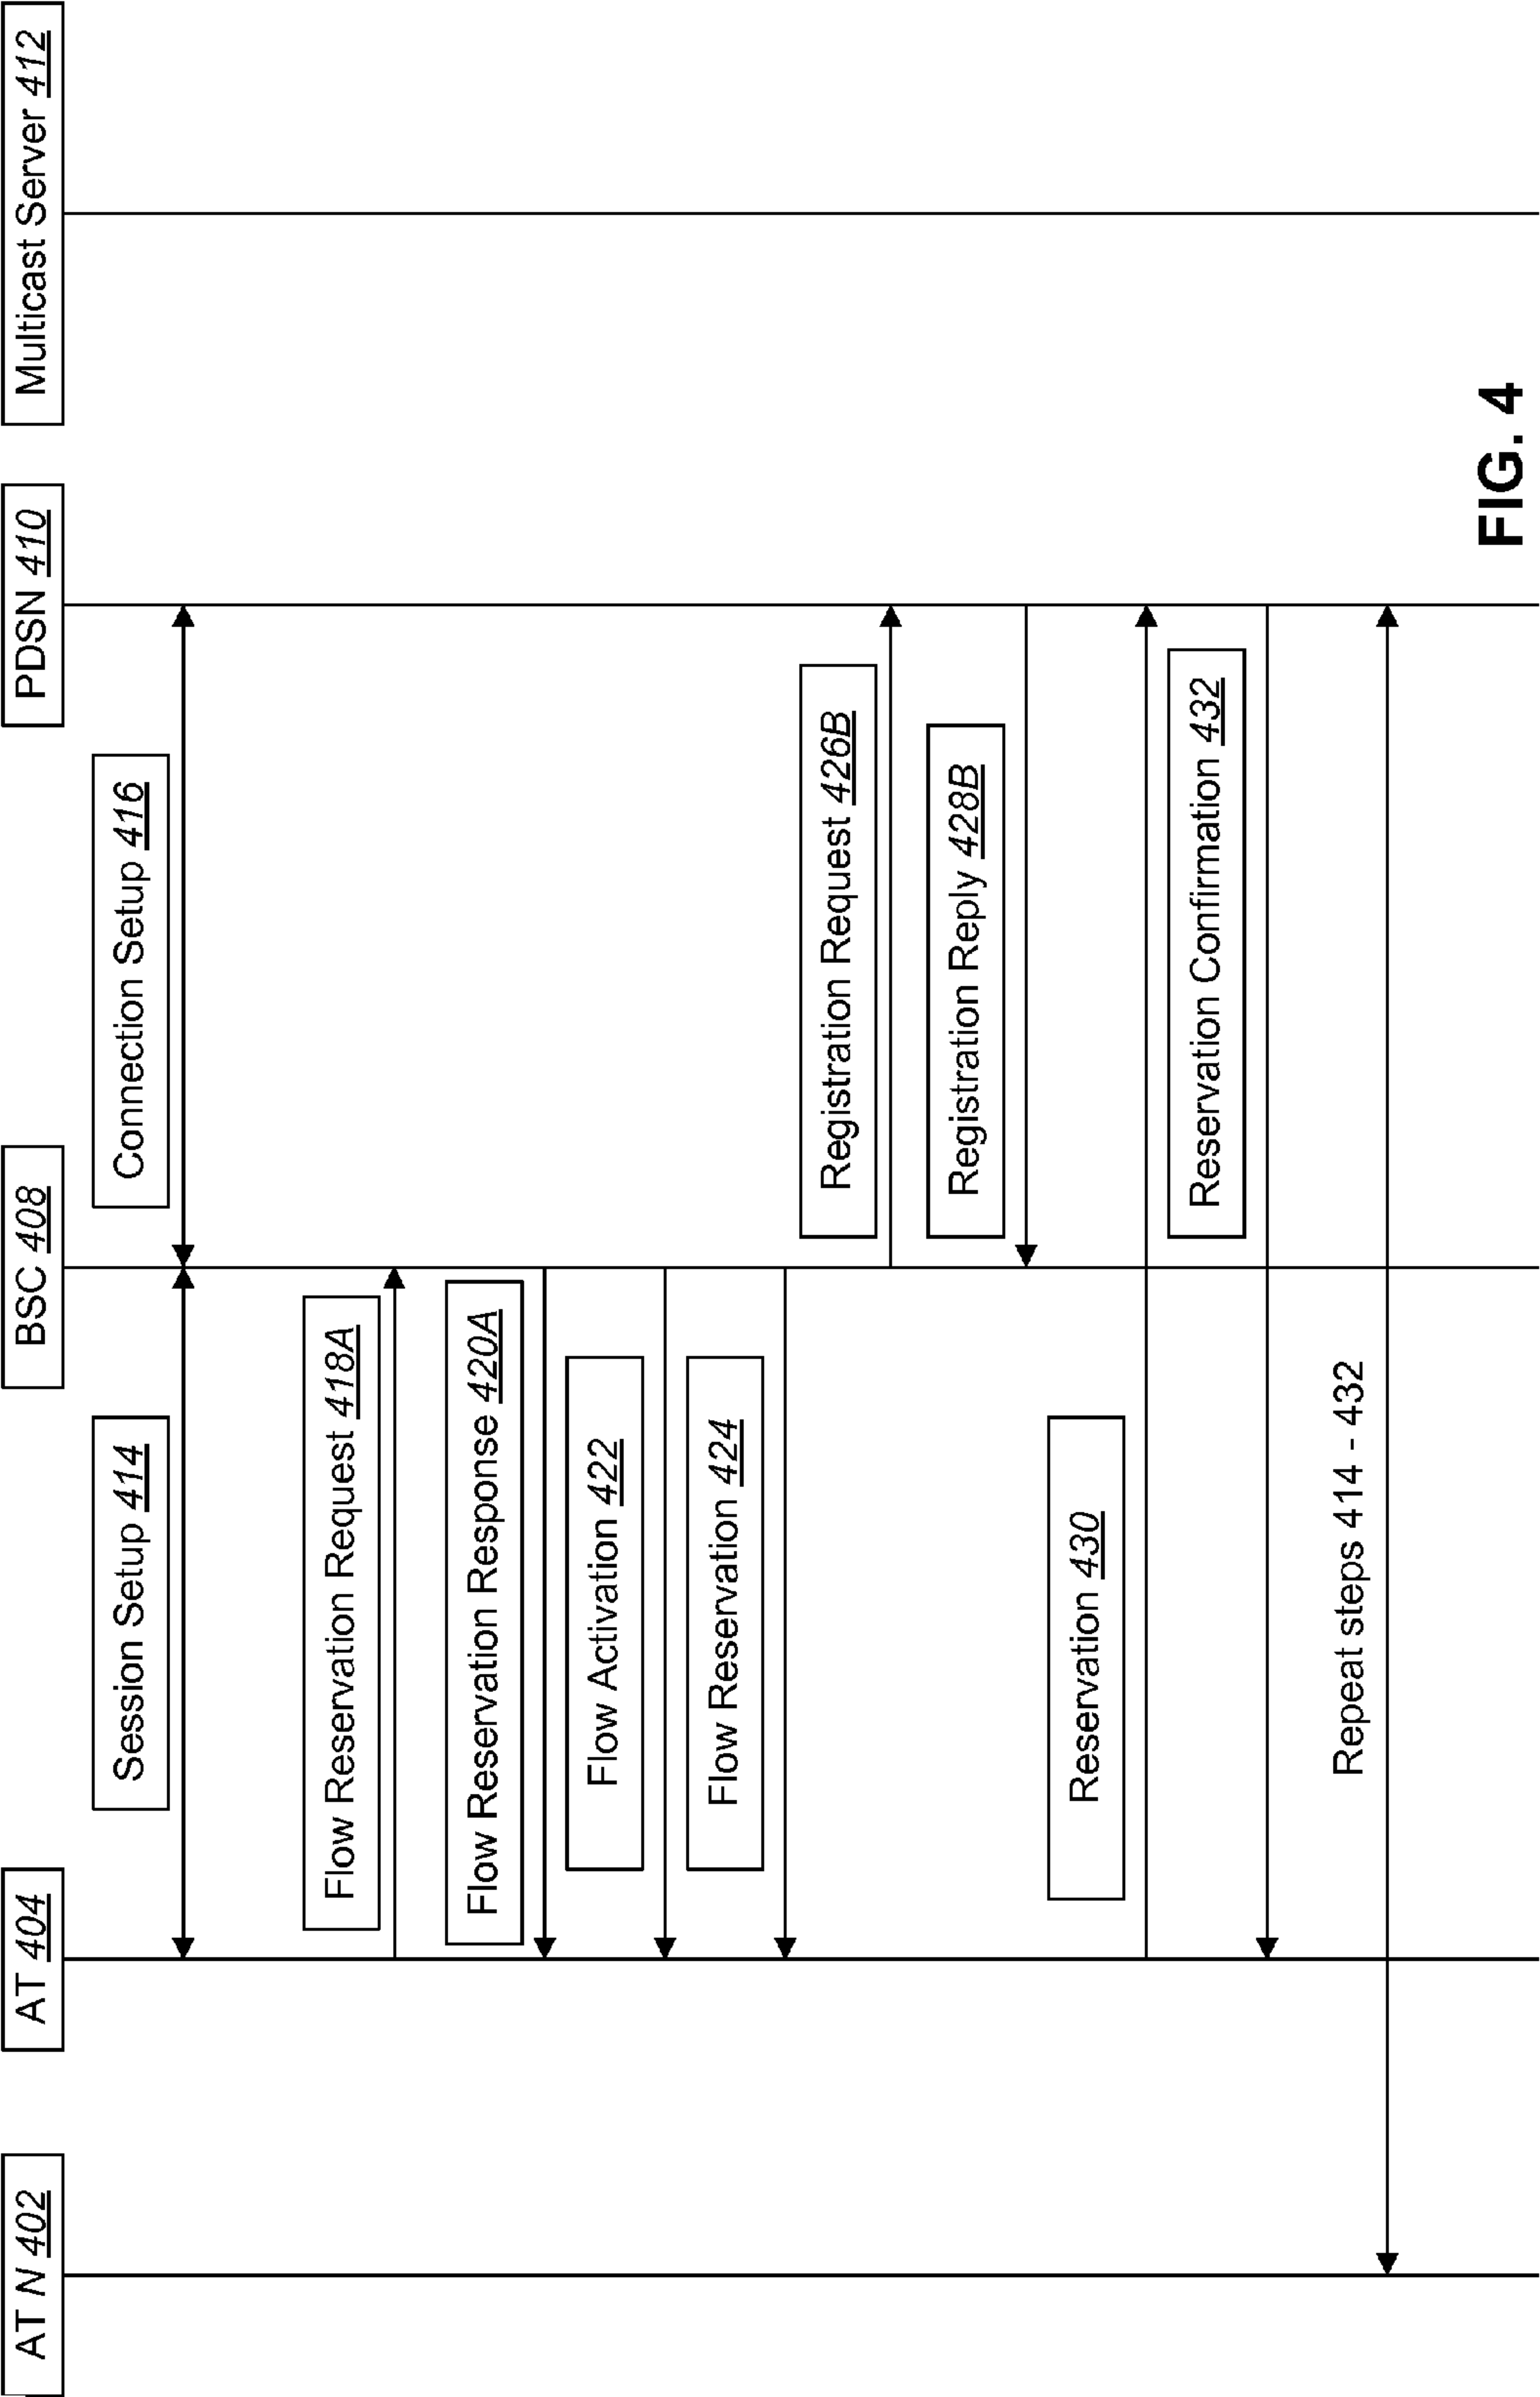 AT N 402
AT 404
BSC 408
PDSN 410
Multicast Server 412
Session Setup 414
Connection Setup 416
Flow Reservation Request 418A
Flow Reservation Response 420A
Flow Activation 422
Flow Reservation 424
Registration Request 426B
Registration Reply 428B
Reservation 430
Reservation Confirmation 432
Repeat steps 414 - 432
FIG. 4